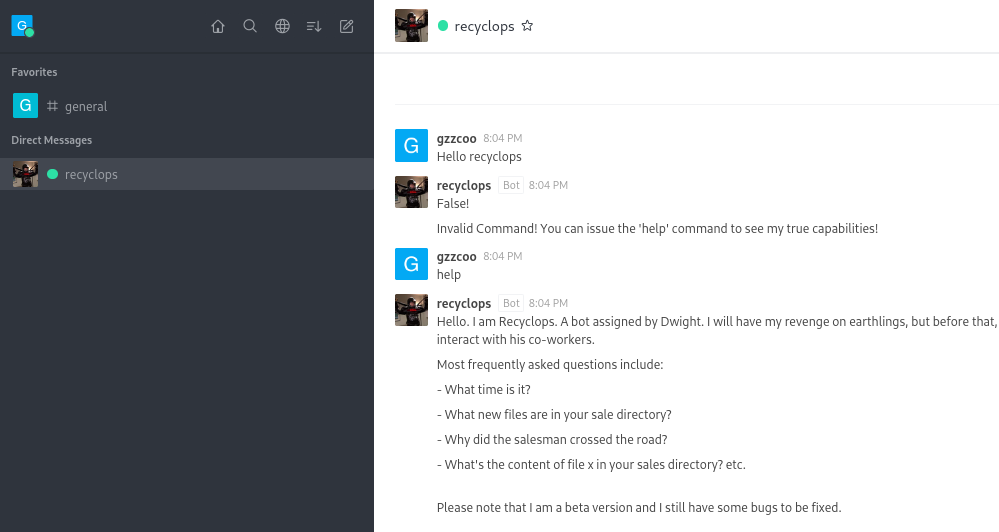 G
recyclops
Favorites
G # general
Direct Messages
recyclops
G
gzzcoo 8:04 PM
Hello recyclops
recyclops Bot 8:04 PM
False!
Invalid Command! You can issue the 'help' command to see my true capabilities!
G
gzzcoo 8:04 PM
help
recyclops Bot 8:04 PM
Hello. I am Recyclops. A bot assigned by Dwight. I will have my revenge on earthlings, but before that,
interact with his co-workers.
Most frequently asked questions include:
- What time is it?
- What new files are in your sale directory?
- Why did the salesman crossed the road?
- What's the content of file x in your sales directory? etc.
Please note that I am a beta version and I still have some bugs to be fixed.